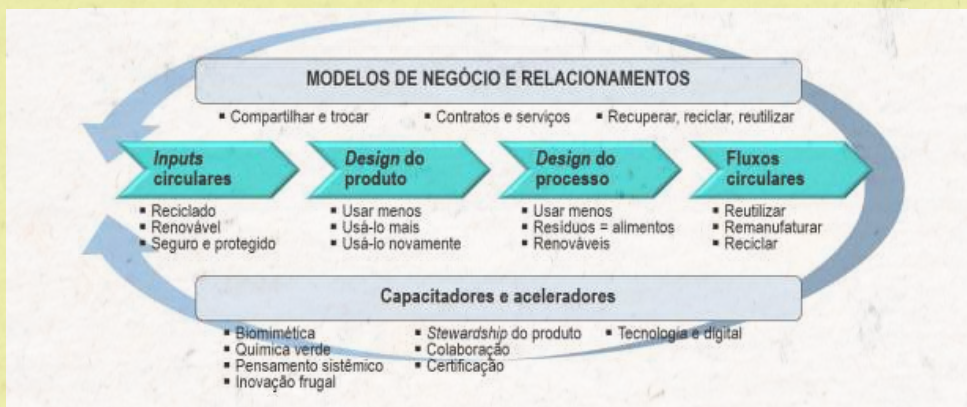 MODELOS DE NEGÓCIO E RELACIONAMENTOS
▪ Compartilhar e trocar ▪ Contratos e serviços ▪ Recuperar, reciclar, reutilizar
Inputs circulares
▪ Reciclado
▪ Renovável
▪ Seguro e protegido
Design do produto
▪ Usar menos
▪ Usá-lo mais
▪ Usá-lo novamente
Design do processo
▪ Usar menos
▪ Resíduos = alimentos
▪ Renováveis
Fluxos circulares
▪ Reutilizar
▪ Remanufaturar
▪ Reciclar
Capacitadores e aceleradores
▪ Biomimética
▪ Química verde
▪ Pensamento sistêmico
▪ Inovação frugal
▪ Stewardship do produto
▪ Colaboração
▪ Certificação
▪ Tecnologia e digital